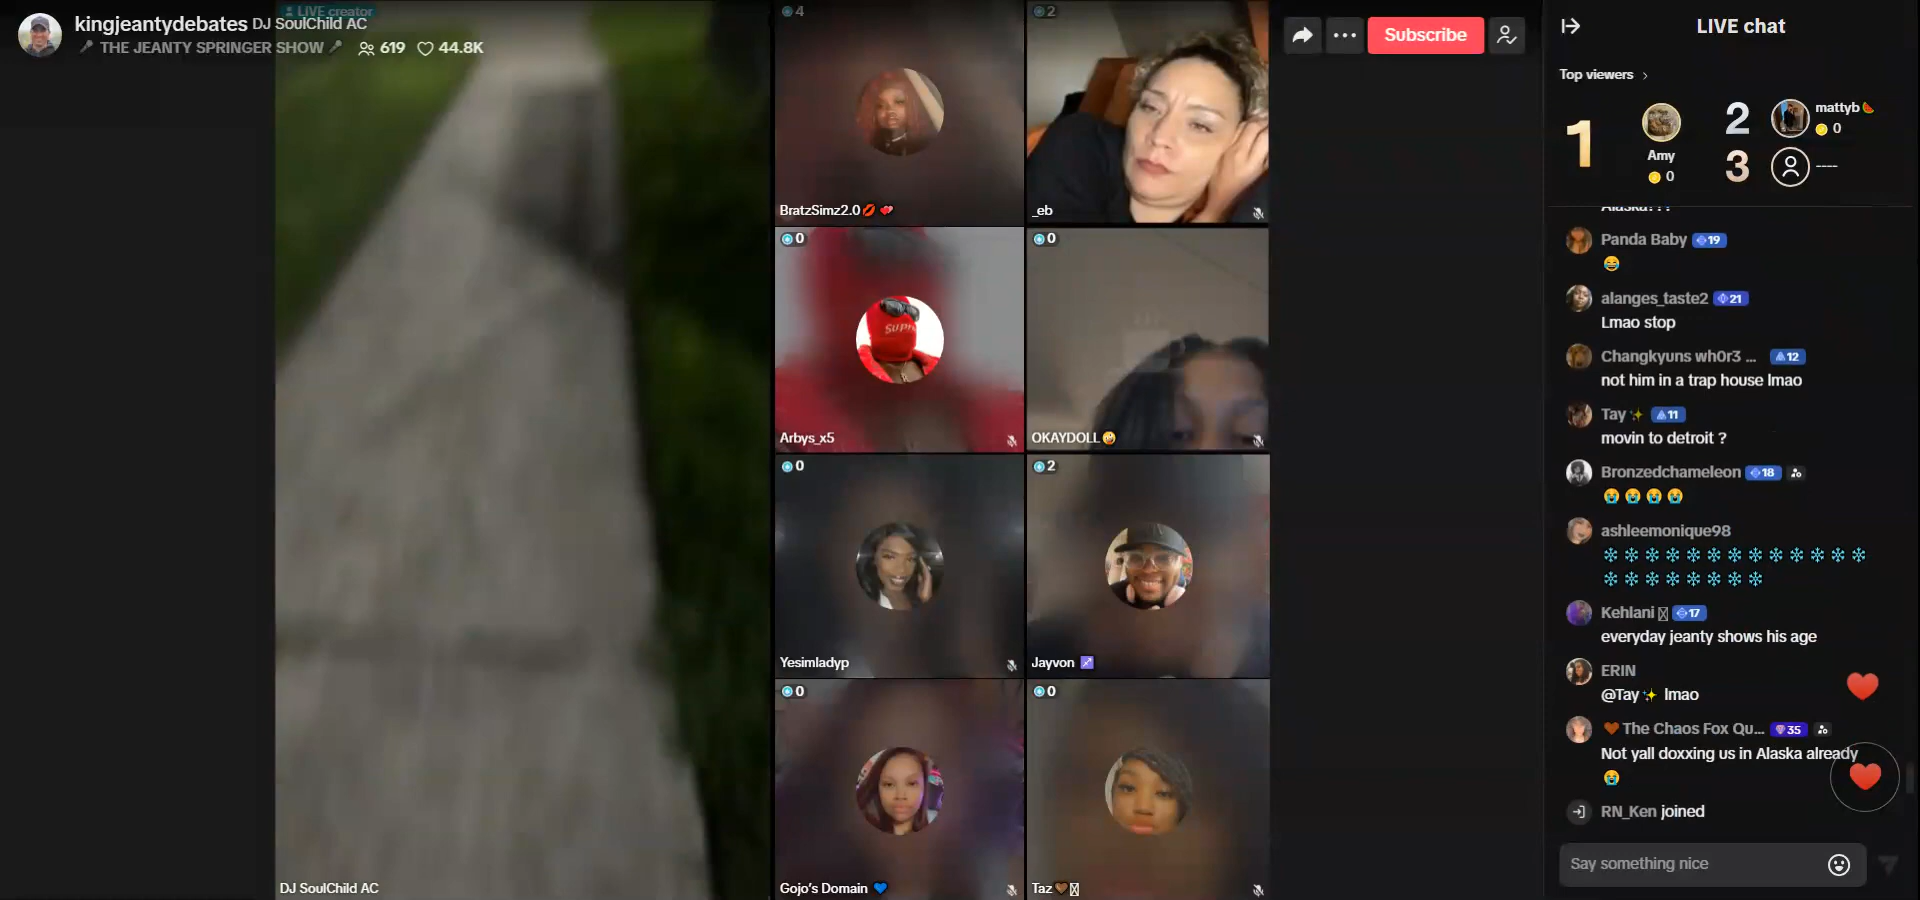 kingjeantydebates DJ SoulChild AC
THE JEANTY SPRINGER SHOW 619 44.8K
LIVE creator
4
BratzSimz2.0💋 💕
2
_eb
0
SUPR
Arbys_x5
0
OKAYDOLL🤪
0
Yesimladyp
2
Jayvon ♐
0
Gojo's Domain 💙
0
Taz🤎
DJ SoulChild AC
Subscribe
LIVE chat
Top viewers >
1
Amy
0
2
mattyb🍉
0
3
----
Alaska???
Panda Baby 19
😂
alanges_taste2 21
Lmao stop
Changkyuns wh0r3 ... 12
not him in a trap house lmao
Tay✨ 11
movin to detroit ?
Bronzedchameleon 18
😭😭😭😭
ashleemonique98
❄❄❄❄❄❄❄❄❄❄❄❄❄
❄❄❄❄❄❄❄❄
Kehlani 17
everyday jeanty shows his age
ERIN
@Tay✨ lmao
🤎The Chaos Fox Qu... 35
Not yall doxxing us in Alaska already
😭
RN_Ken joined
Say something nice